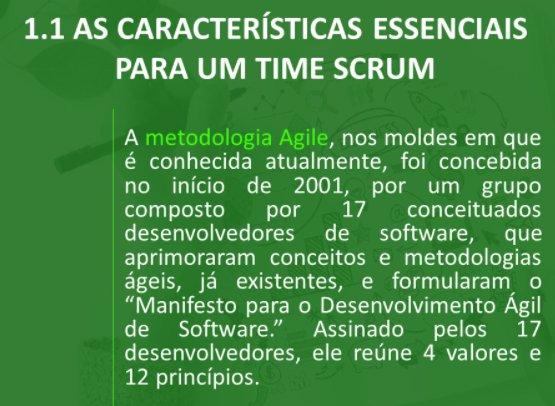 1.1 AS CARACTERÍSTICAS ESSENCIAIS
PARA UM TIME SCRUM
A metodologia Agile, nos moldes em que
é conhecida atualmente, foi concebida
no início de 2001, por um grupo
composto por 17 conceituados
desenvolvedores de software, que
aprimoraram conceitos e metodologias
ágeis, já existentes, e formularam o
“Manifesto para o Desenvolvimento Ágil
de Software.” Assinado pelos 17
desenvolvedores, ele reúne 4 valores e
12 princípios.